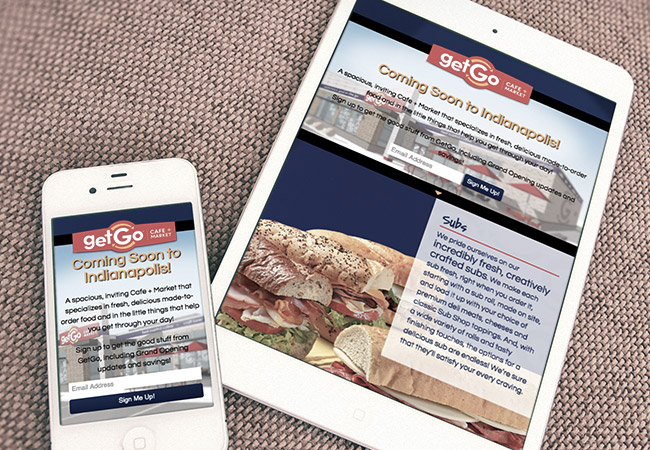 getGo CAFE +
MARKET
Coming Soon to
Indianapolis!
A spacious, inviting Cafe + Market that
specializes in fresh, delicious made-to-
order food and in the little things that help
you get through your day!
Sign up to get the good stuff from
GetGo, including Grand Opening
updates and savings!
Email Address
Sign Me Up!
getGo CAFE +
MARKET
Coming Soon to Indianapolis!
A spacious, inviting Cafe + Market that specializes in fresh, delicious made-to-order
food and in the little things that help you get through your day!
Sign up to get the good stuff from GetGo, including Grand Opening updates and
savings!
Email Address
Sign Me Up!
Subs
We pride ourselves on our
incredibly fresh, creatively
crafted subs. We make each
sub fresh, right when you order it,
starting with a sub roll, made on site,
and load it up with your choice of
premium deli meats, cheeses and
classic Sub Shop toppings. And, with
a wide variety of rolls and tasty
finishing touches, the options for a
delicious sub are endless! We're sure
that they'll satisfy your every craving.